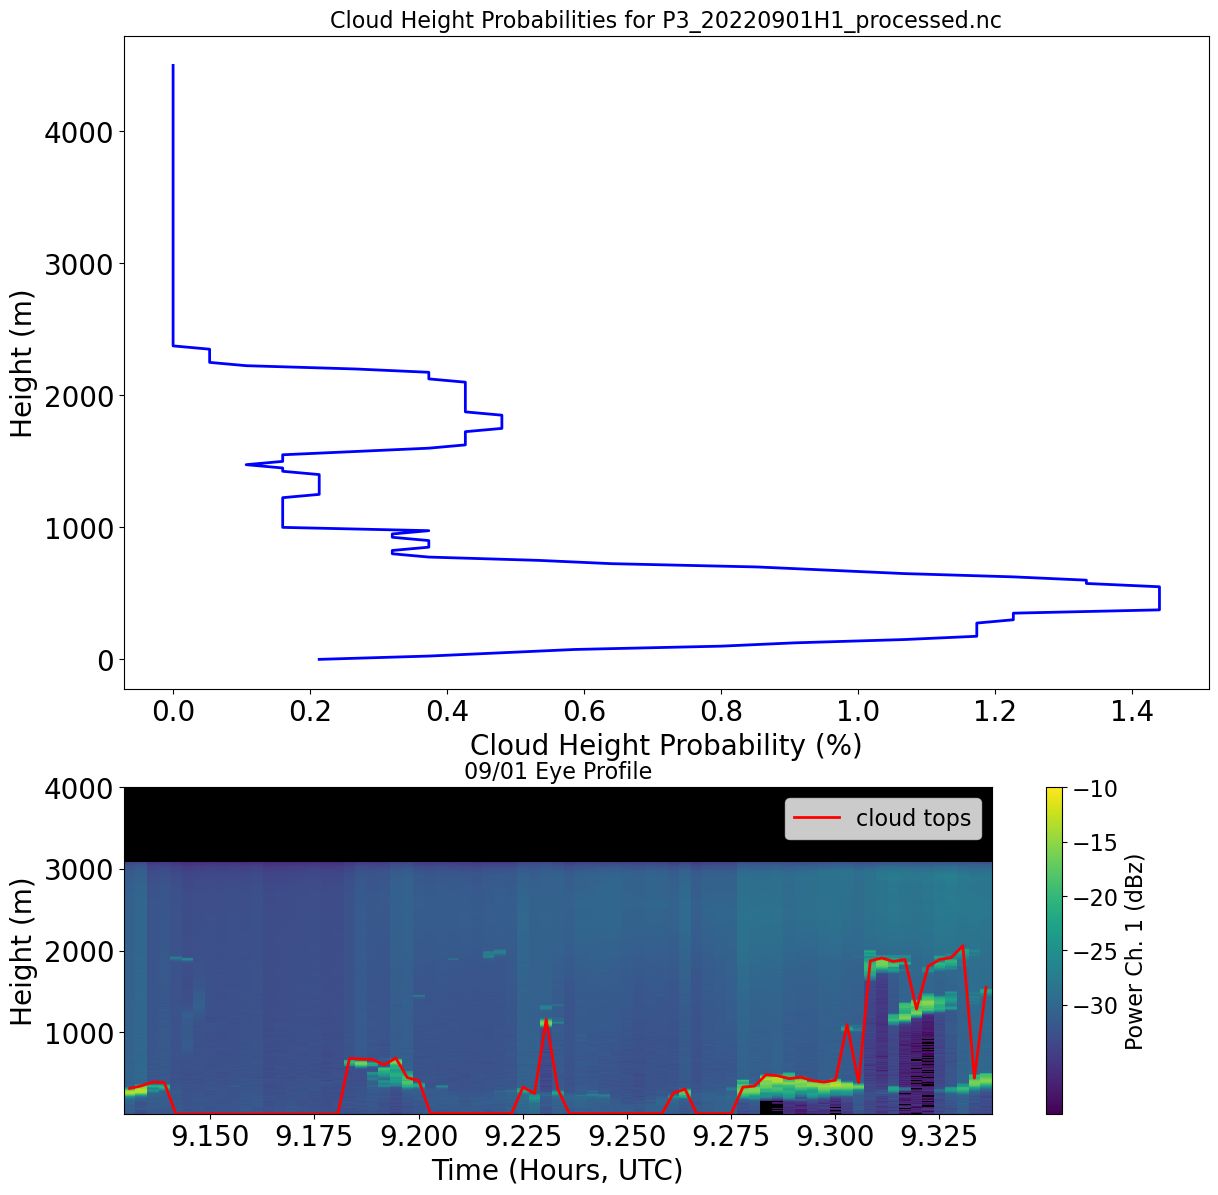 Cloud Height Probabilities for P3_20220901H1_processed.nc
4000
3000
2000
1000
0
Height (m)
0.0 0.2 0.4 0.6 0.8 1.0 1.2 1.4
Cloud Height Probability (%)
09/01 Eye Profile
4000
3000
2000
1000
Height (m)
cloud tops
9.150 9.175 9.200 9.225 9.250 9.275 9.300 9.325
Time (Hours, UTC)
−10
−15
−20
−25
−30
Power Ch. 1 (dBz)